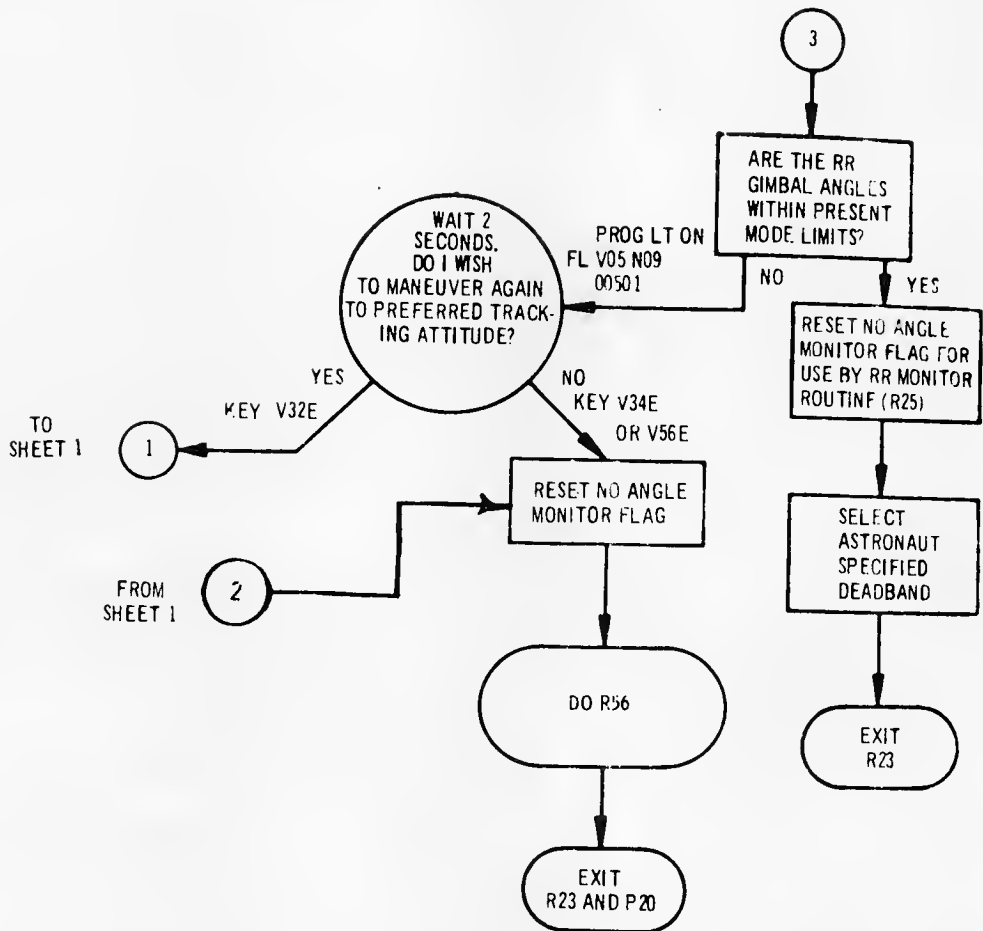 3
ARE THE RR
GIMBAL ANGLES
WITHIN PRESENT
MODE LIMITS?
WAIT 2
SECONDS.
DO I WISH
TO MANEUVER AGAIN
TO PREFERRED TRACK-
ING ATTITUDE?
PROG LT ON
FL V05 N09
00501
NO
YES
RESET NO ANGLE
MONITOR FLAG FOR
USE BY RR MONITOR
ROUTINE (R25)
YES
KEY V32E
NO
KEY V34E
OR V56E
TO
SHEET 1
1
RESET NO ANGLE
MONITOR FLAG
SELECT
ASTRONAUT
SPECIFIED
DEADBAND
FROM
SHEET 1
2
DO R56
EXIT
R23
EXIT
R23 AND P20